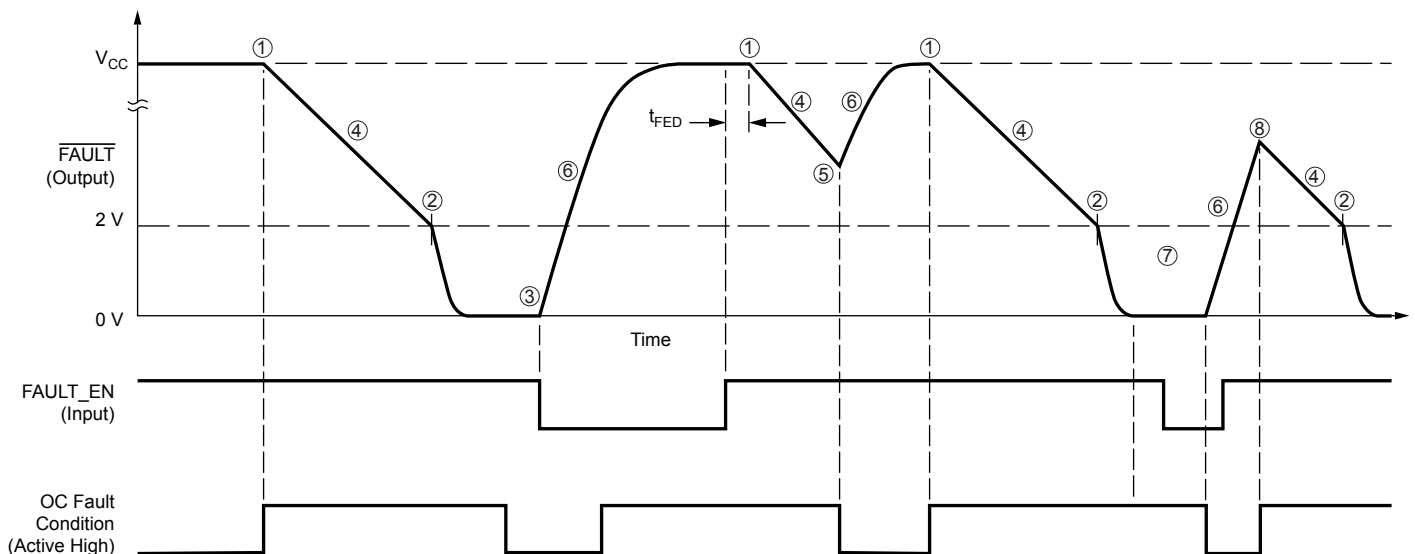 ① ① ①
V_CC
④ ⑥
t_FED
⑧
④ ④
FAULT
(Output)
⑥ ⑤ ⑥ ④
② ② ②
2 V
⑦
③
0 V
Time
FAULT_EN
(Input)
OC Fault
Condition
(Active High)